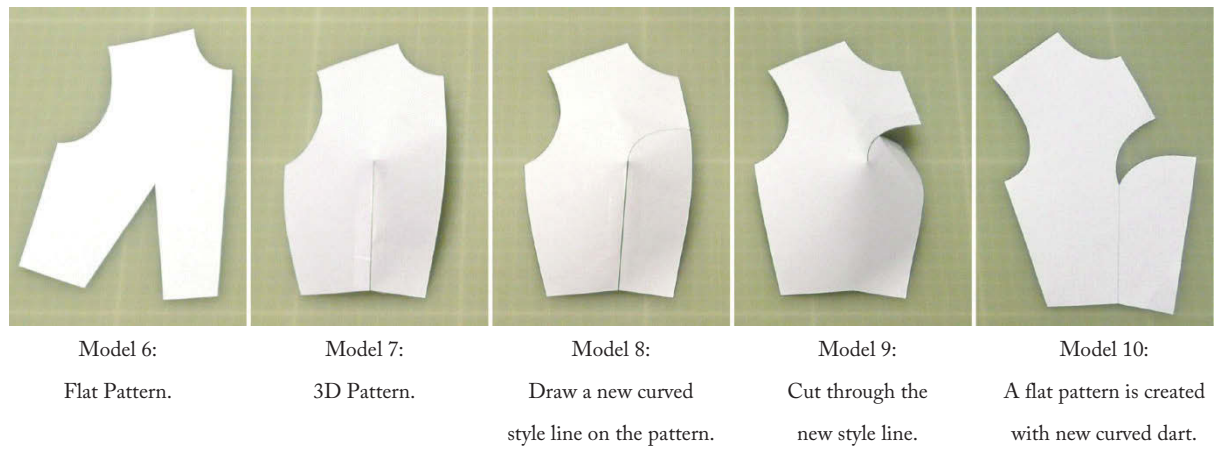 Model 6:
Flat Pattern.
Model 7:
3D Pattern.
Model 8:
Draw a new curved
style line on the pattern.
Model 9:
Cut through the
new style line.
Model 10:
A flat pattern is created
with new curved dart.